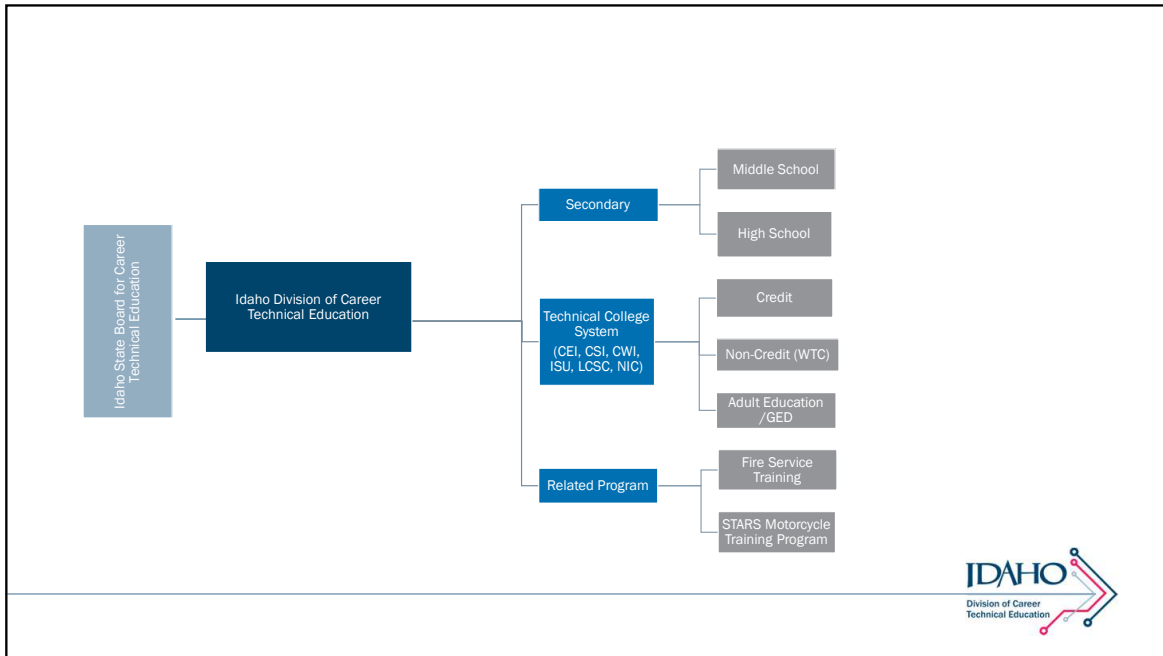 Idaho State Board for Career
Technical Education
Idaho Division of Career
Technical Education
Secondary
Middle School
High School
Technical College
System
(CEI, CSI, CWI,
ISU, LCSC, NIC)
Credit
Non-Credit (WTC)
Adult Education
/GED
Related Program
Fire Service
Training
STARS Motorcycle
Training Program
IDAHO
Division of Career
Technical Education